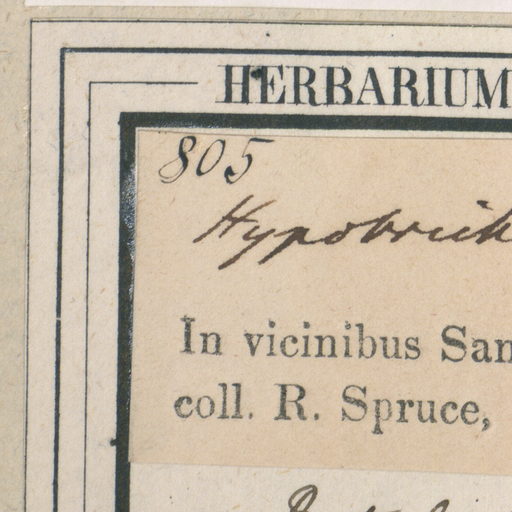 HERBARIUM
805
In vicinibus San
coll. R. Spruce,